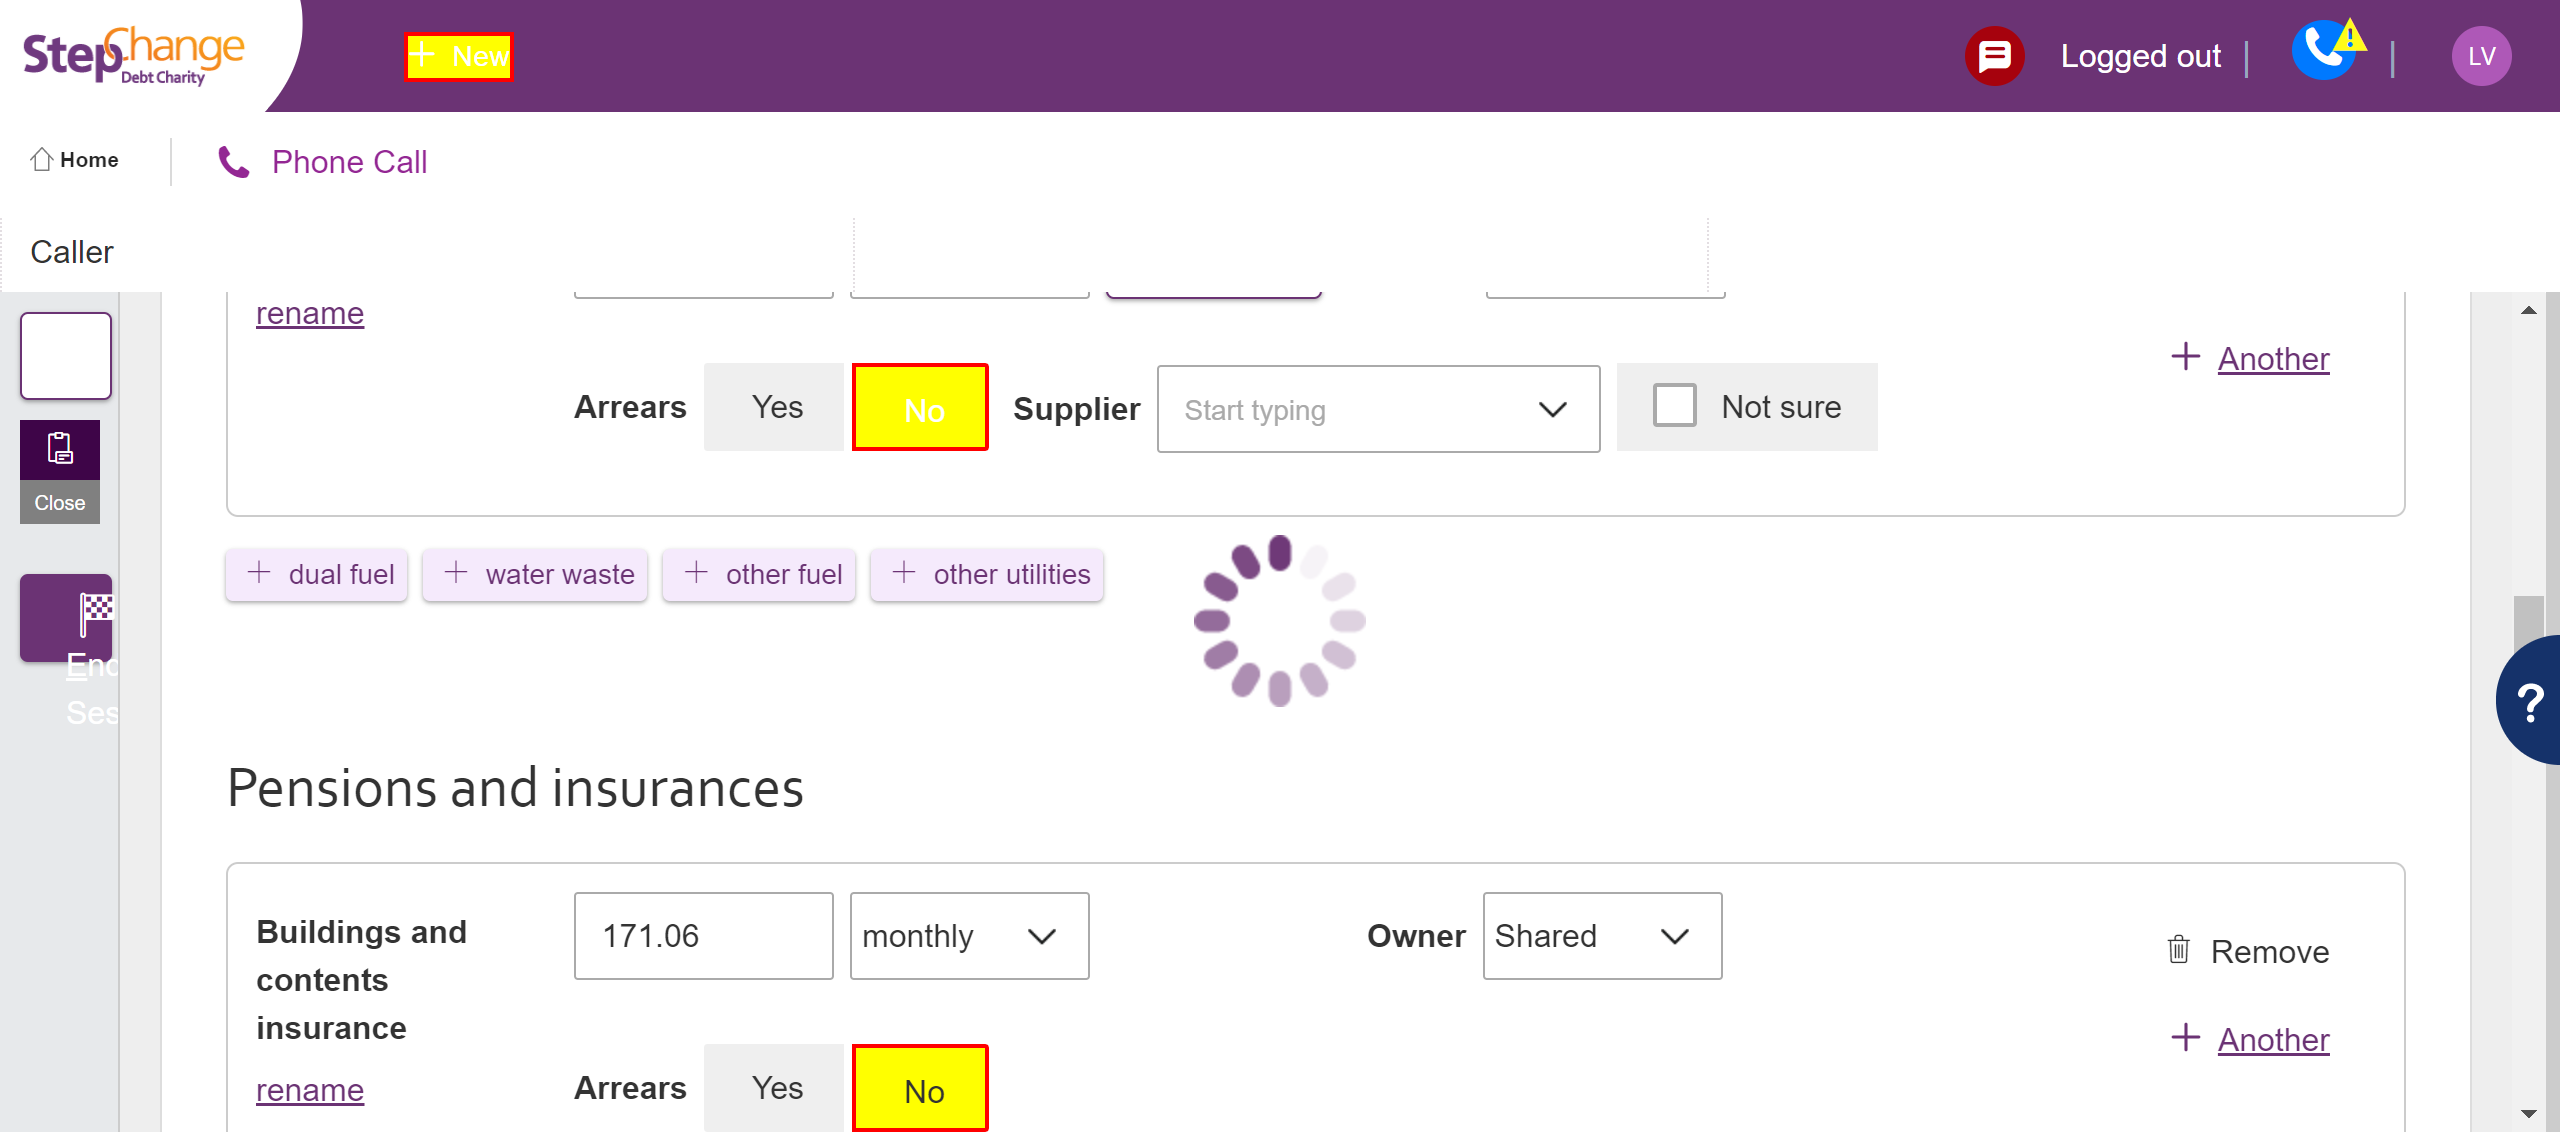 StepChange
Debt Charity
+ New
Logged out
LV
Home
Phone Call
Caller
rename
+ Another
Arrears
Yes
No
Supplier
Start typing
Not sure
Close
+ dual fuel
+ water waste
+ other fuel
+ other utilities
End
Ses
?
Pensions and insurances
Buildings and
contents
insurance
171.06
monthly
Owner
Shared
Remove
+ Another
rename
Arrears
Yes
No